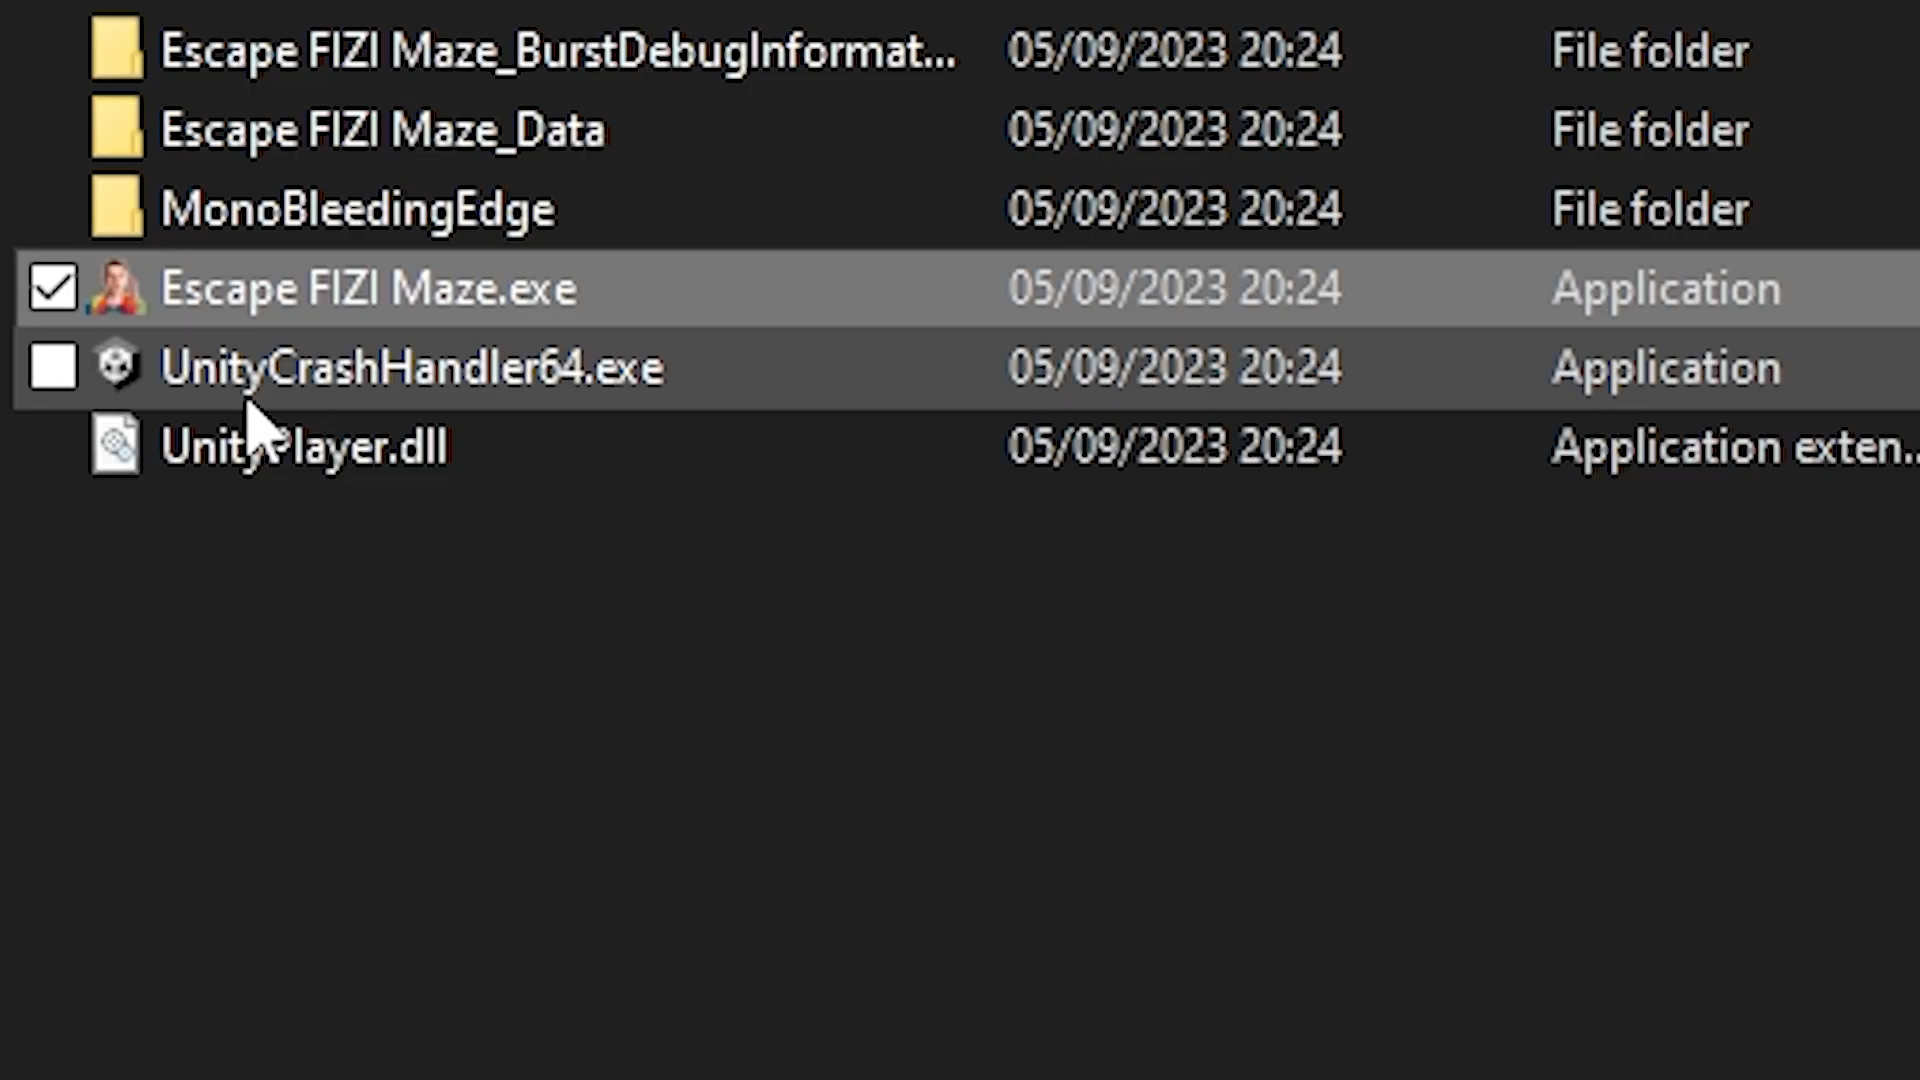 Escape FIZI Maze_BurstDebugInformat... 05/09/2023 20:24 File folder
Escape FIZI Maze_Data 05/09/2023 20:24 File folder
MonoBleedingEdge 05/09/2023 20:24 File folder
Escape FIZI Maze.exe 05/09/2023 20:24 Application
UnityCrashHandler64.exe 05/09/2023 20:24 Application
UnityPlayer.dll 05/09/2023 20:24 Application exten...